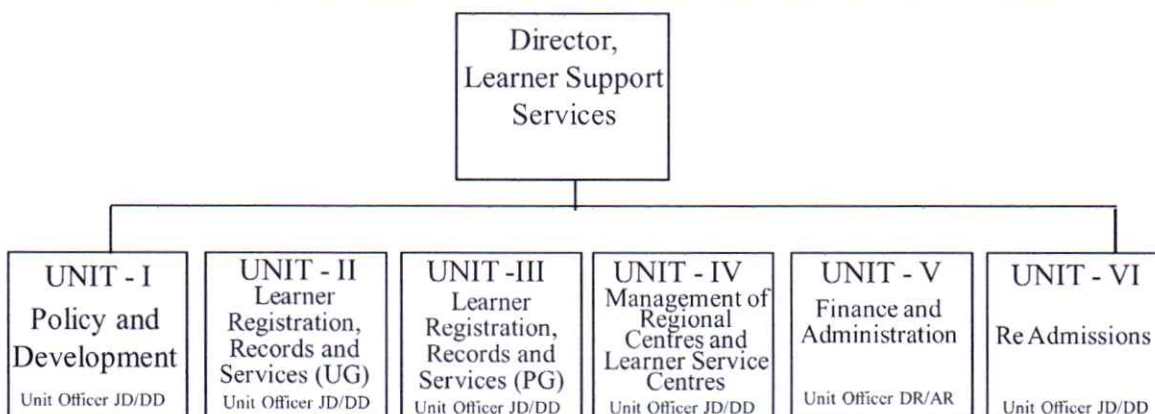 Director,
Learner Support
Services
UNIT - I
Policy and
Development
Unit Officer JD/DD
UNIT - II
Learner
Registration,
Records and
Services (UG)
Unit Officer JD/DD
UNIT -III
Learner
Registration,
Records and
Services (PG)
Unit Officer JD/DD
UNIT - IV
Management of
Regional
Centres and
Learner Service
Centres
Unit Officer JD/DD
UNIT - V
Finance and
Administration
Unit Officer DR/AR
UNIT - VI
Re Admissions
Unit Officer JD/DD